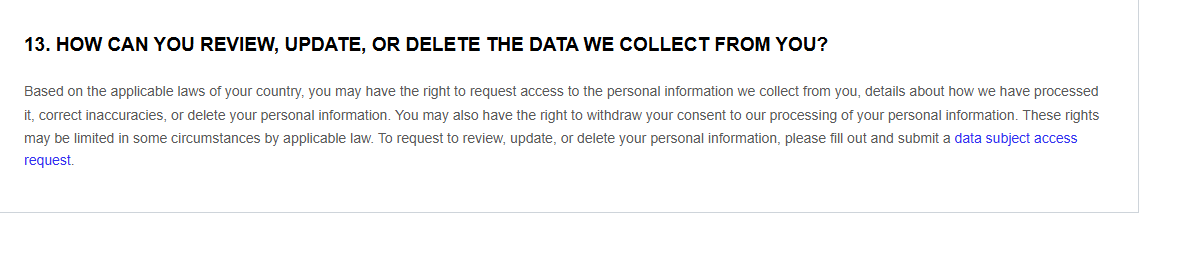 13. HOW CAN YOU REVIEW, UPDATE, OR DELETE THE DATA WE COLLECT FROM YOU?
Based on the applicable laws of your country, you may have the right to request access to the personal information we collect from you, details about how we have processed
it, correct inaccuracies, or delete your personal information. You may also have the right to withdraw your consent to our processing of your personal information. These rights
may be limited in some circumstances by applicable law. To request to review, update, or delete your personal information, please fill out and submit a data subject access
request.